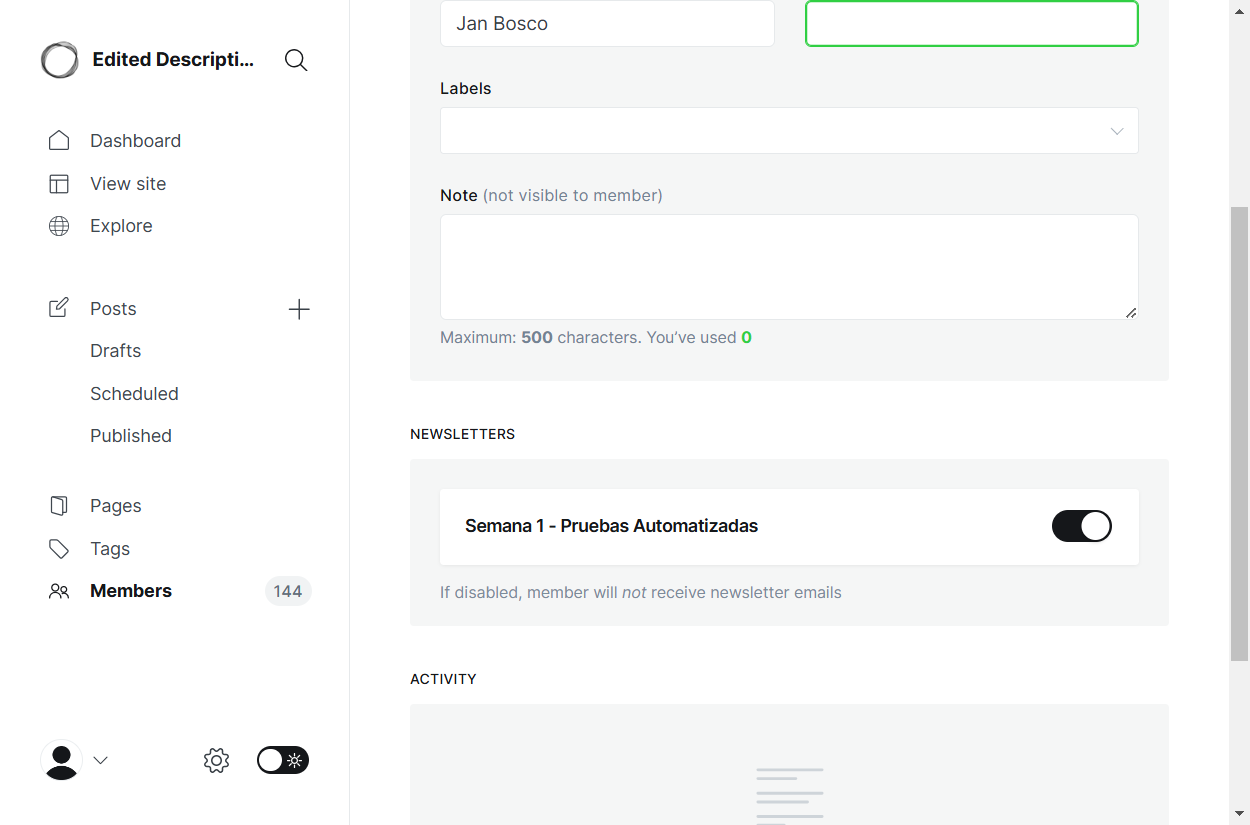 Edited Descripti...
Dashboard
View site
Explore
Posts
Drafts
Scheduled
Published
Pages
Tags
Members 144
Jan Bosco
Labels
Note (not visible to member)
Maximum: 500 characters. You’ve used 0
NEWSLETTERS
Semana 1 - Pruebas Automatizadas
If disabled, member will not receive newsletter emails
ACTIVITY